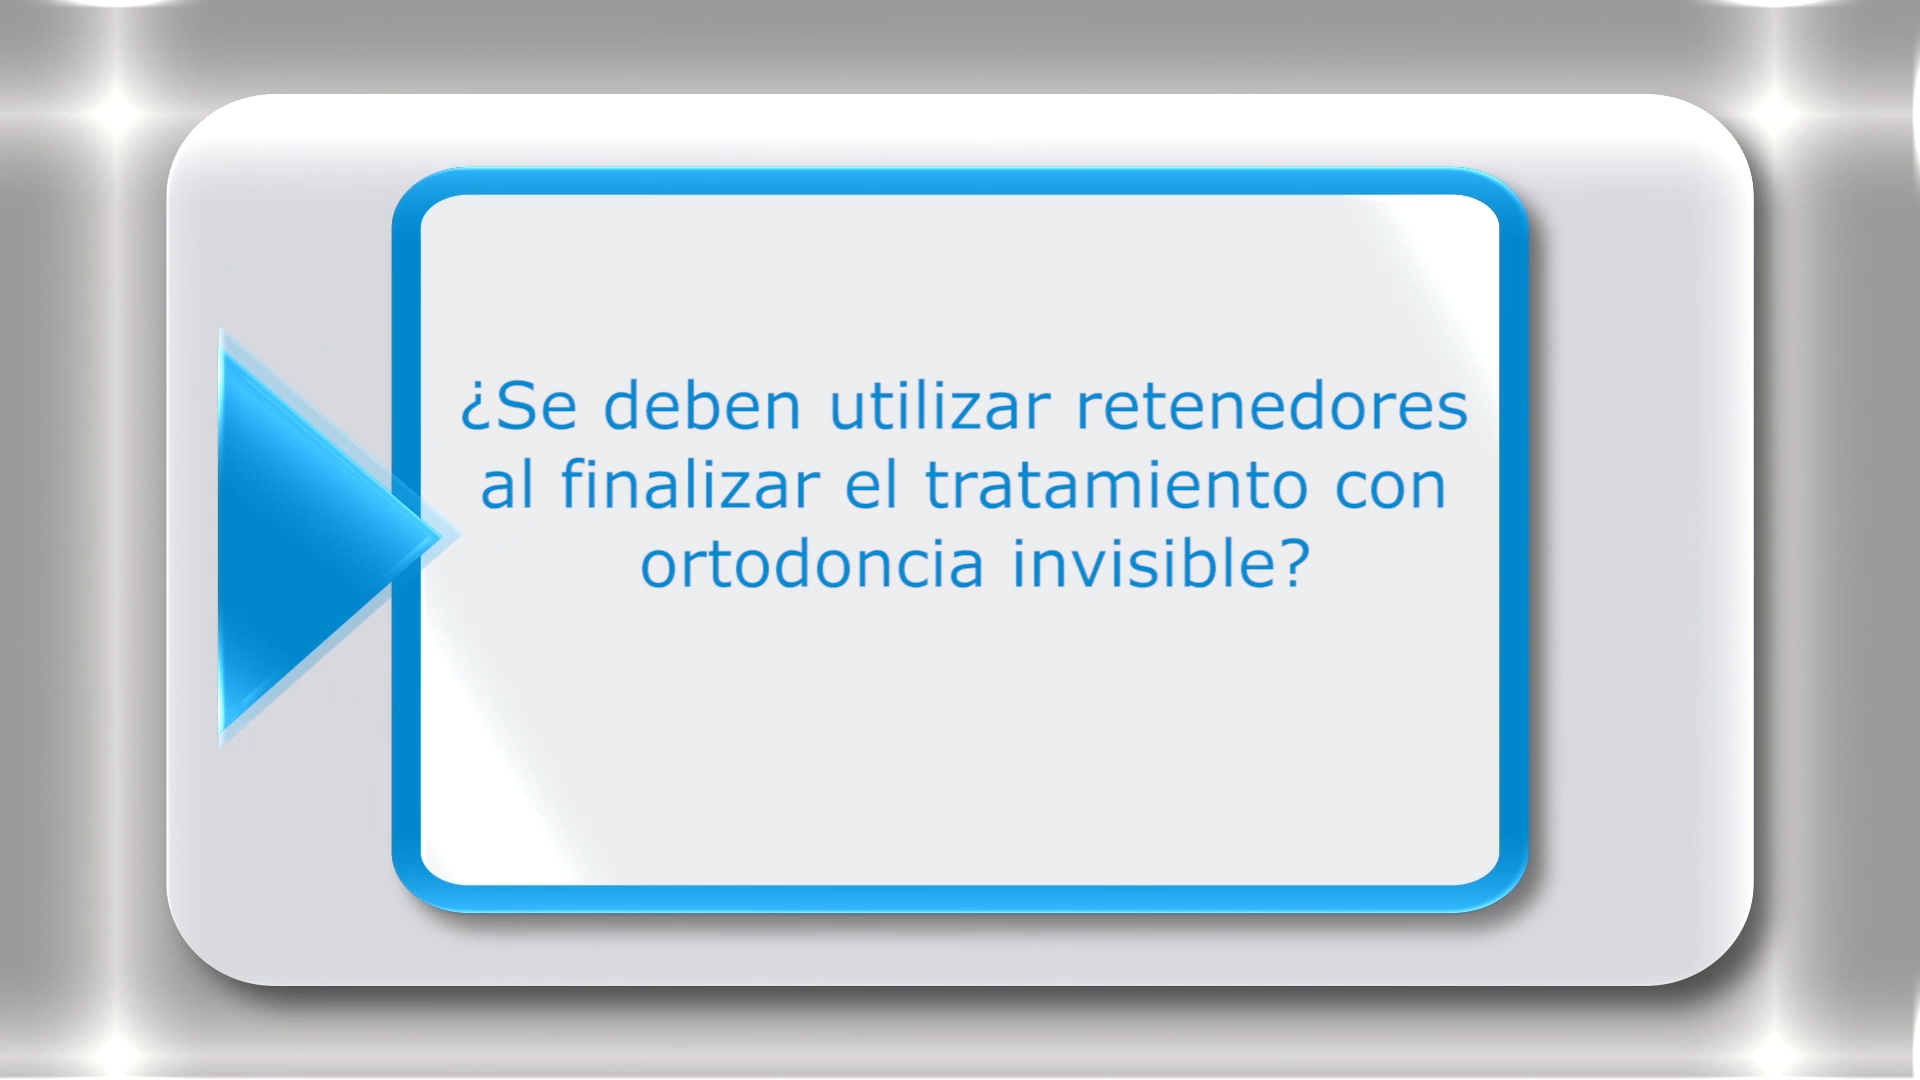 ¿Se deben utilizar retenedores
al finalizar el tratamiento con
ortodoncia invisible?